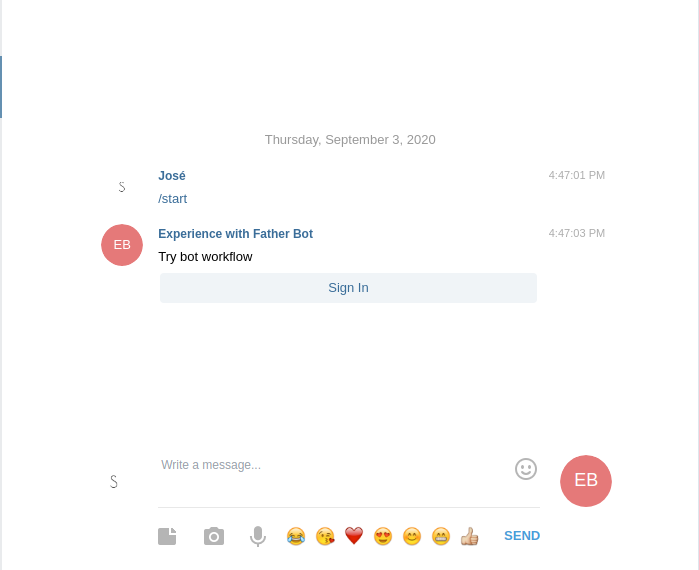 Thursday, September 3, 2020
S
José
4:47:01 PM
/start
EB
Experience with Father Bot
4:47:03 PM
Try bot workflow
Sign In
Write a message...
S
EB
SEND